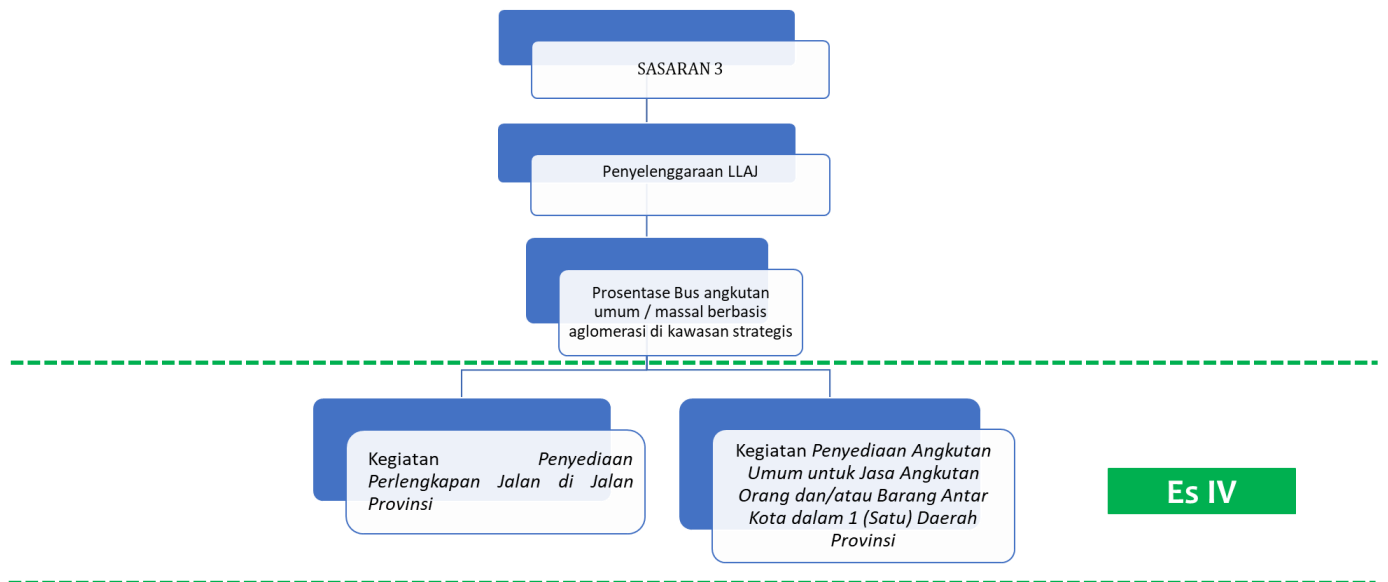 SASARAN 3
Penyelenggaraan LLAJ
Prosentase Bus angkutan
umum / massal berbasis
aglomerasi di kawasan strategis
Kegiatan Penyediaan
Perlengkapan Jalan di Jalan
Provinsi
Kegiatan Penyediaan Angkutan
Umum untuk Jasa Angkutan
Orang dan/atau Barang Antar
Kota dalam 1 (Satu) Daerah
Provinsi
Es IV